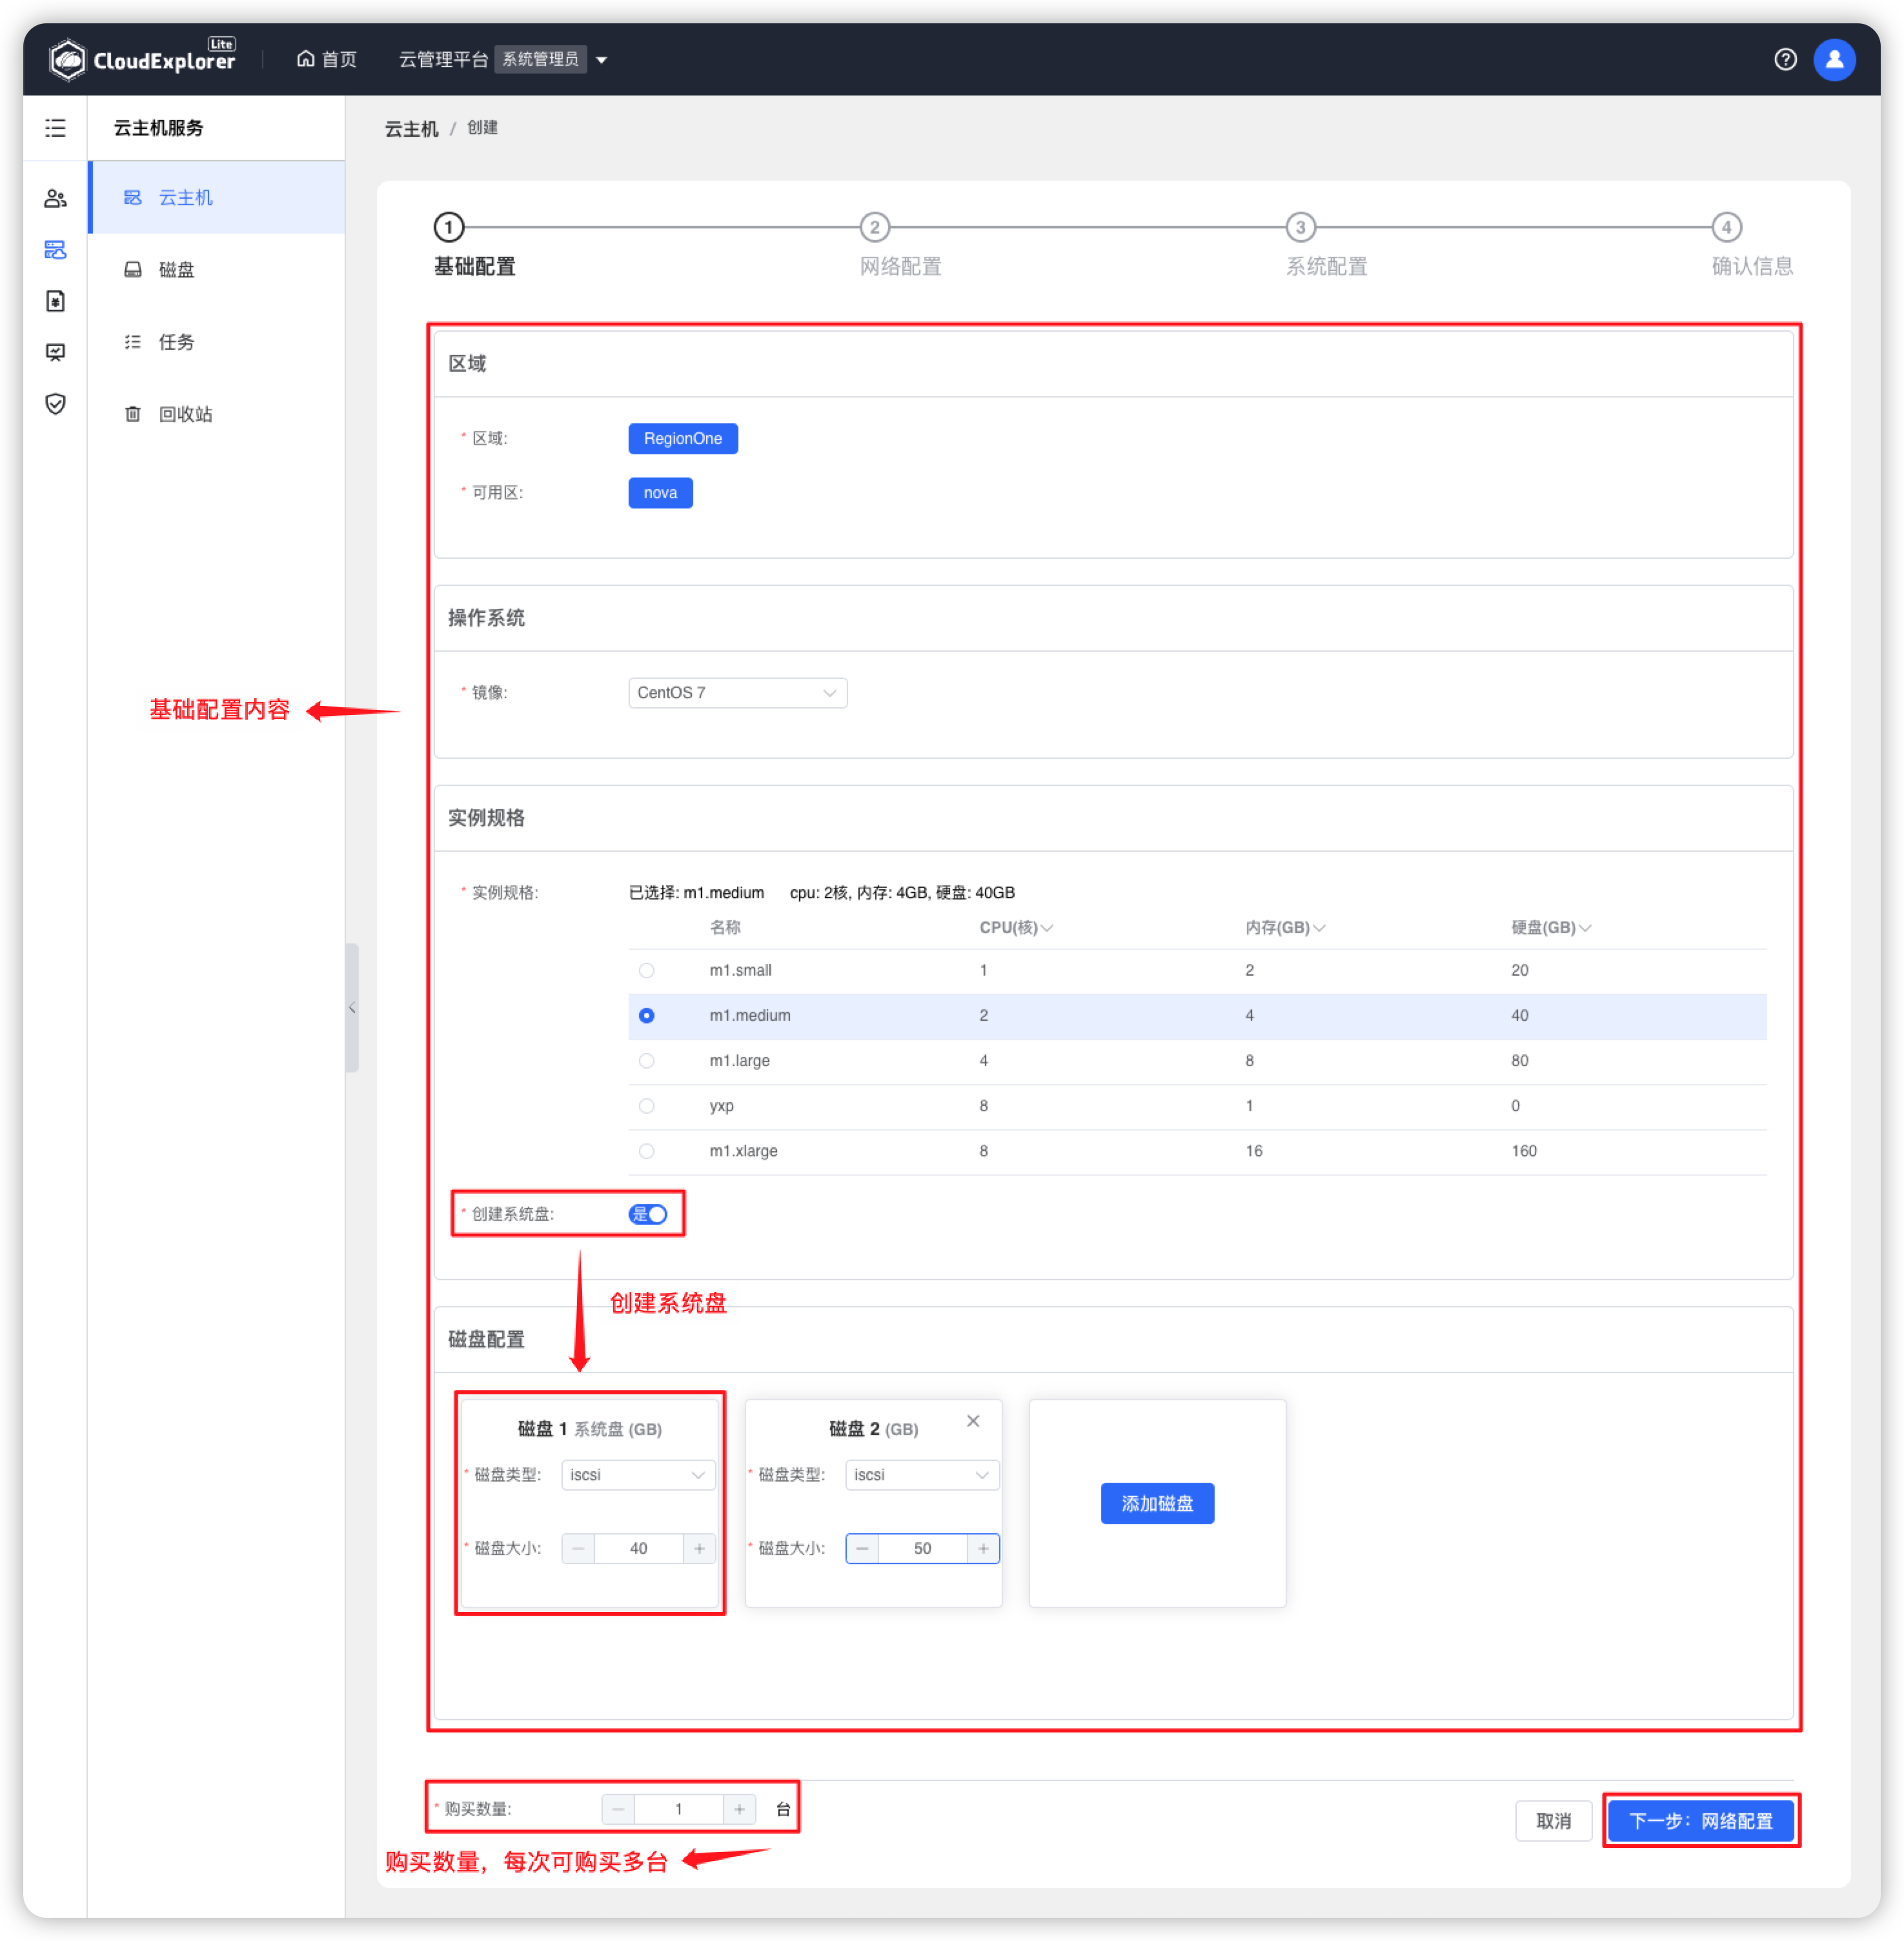 CloudExplorer Lite
首页
云管理平台 系统管理员
云主机服务
云主机
磁盘
任务
回收站
云主机 / 创建
1 2 3 4
基础配置 网络配置 系统配置 确认信息
区域
* 区域: RegionOne
* 可用区: nova
操作系统
* 镜像: CentOS 7
基础配置内容
实例规格
* 实例规格: 已选择: m1.medium cpu: 2核, 内存: 4GB, 硬盘: 40GB
名称 CPU(核) 内存(GB) 硬盘(GB)
m1.small 1 2 20
m1.medium 2 4 40
m1.large 4 8 80
yxp 8 1 0
m1.xlarge 8 16 160
* 创建系统盘: 是
创建系统盘
磁盘配置
磁盘 1 系统盘 (GB)
* 磁盘类型: iscsi
* 磁盘大小: − 40 +
磁盘 2 (GB) ×
* 磁盘类型: iscsi
* 磁盘大小: − 50 +
添加磁盘
* 购买数量: − 1 + 台
取消
下一步：网络配置
购买数量，每次可购买多台